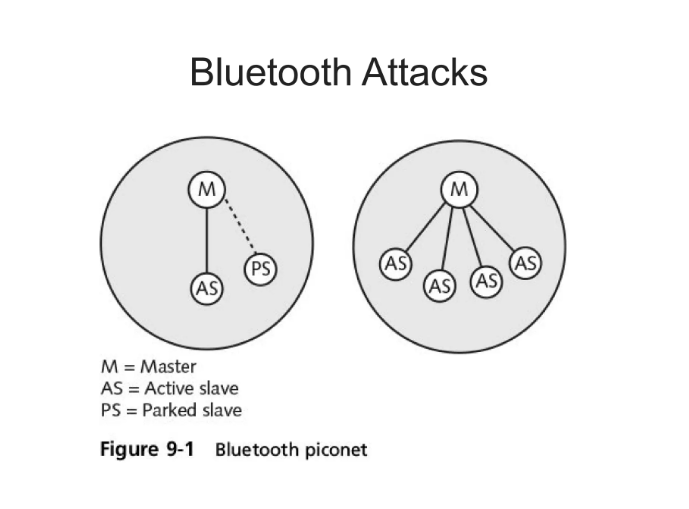 Bluetooth Attacks
M
AS
PS
M
AS
AS
AS
AS
M = Master
AS = Active slave
PS = Parked slave
Figure 9-1 Bluetooth piconet